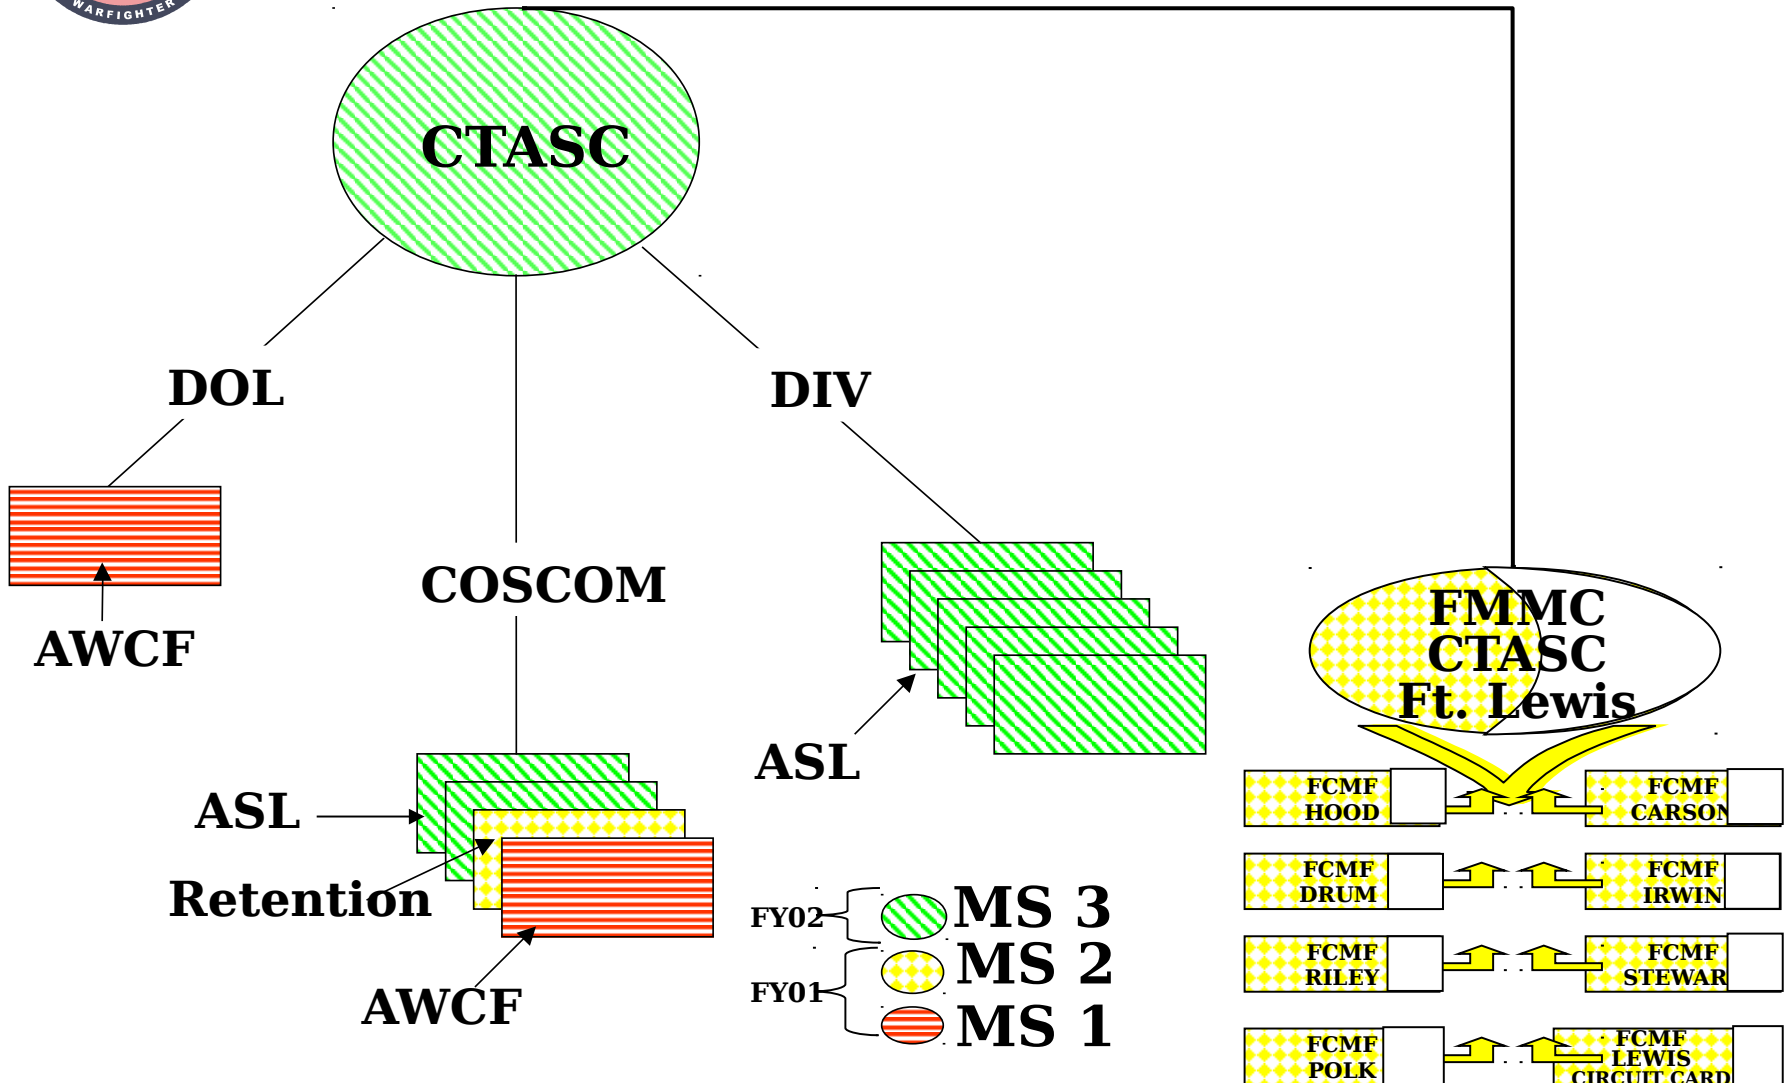 WARFIGHTER
CTASC
DOL
DIV
COSCOM
AWCF
FMMC
CTASC
Ft. Lewis
ASL
ASL
Retention
AWCF
FY02
MS 3
MS 2
FY01
MS 1
FCMF
HOOD
FCMF
CARSON
FCMF
DRUM
FCMF
IRWIN
FCMF
RILEY
FCMF
STEWAR
FCMF
POLK
FCMF
LEWIS
CIRCUIT CARD